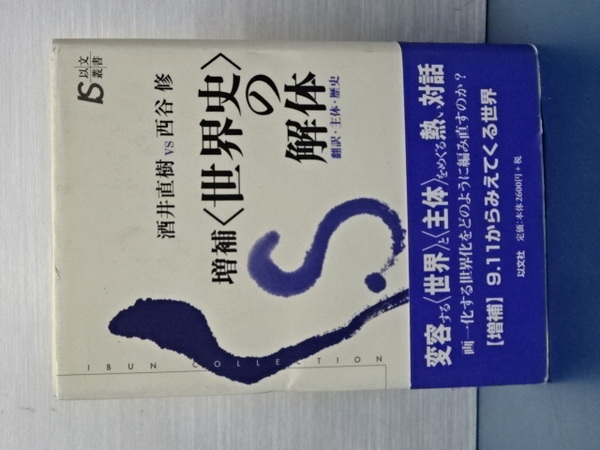 以文
叢書
酒井直樹 vs 西谷 修
増補〈世界史〉
の
解体
翻訳・主体・歴史
IBUN COLLECTION
変容する〈世界〉と〈主体〉をめぐる熱い対話
画一化する世界化をどのように編み直すのか?
【増補】9.11からみえてくる世界
定価:本体2600円+税
以文社